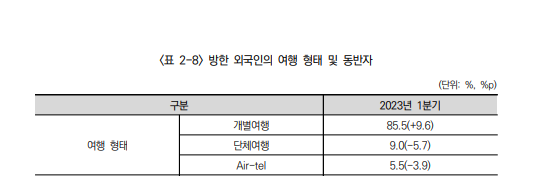 <표 2-8> 방한 외국인의 여행 형태 및 동반자
(단위: %, %p)
구분 2023년 1분기
여행 형태 개별여행 85.5(+9.6)
단체여행 9.0(-5.7)
Air-tel 5.5(-3.9)